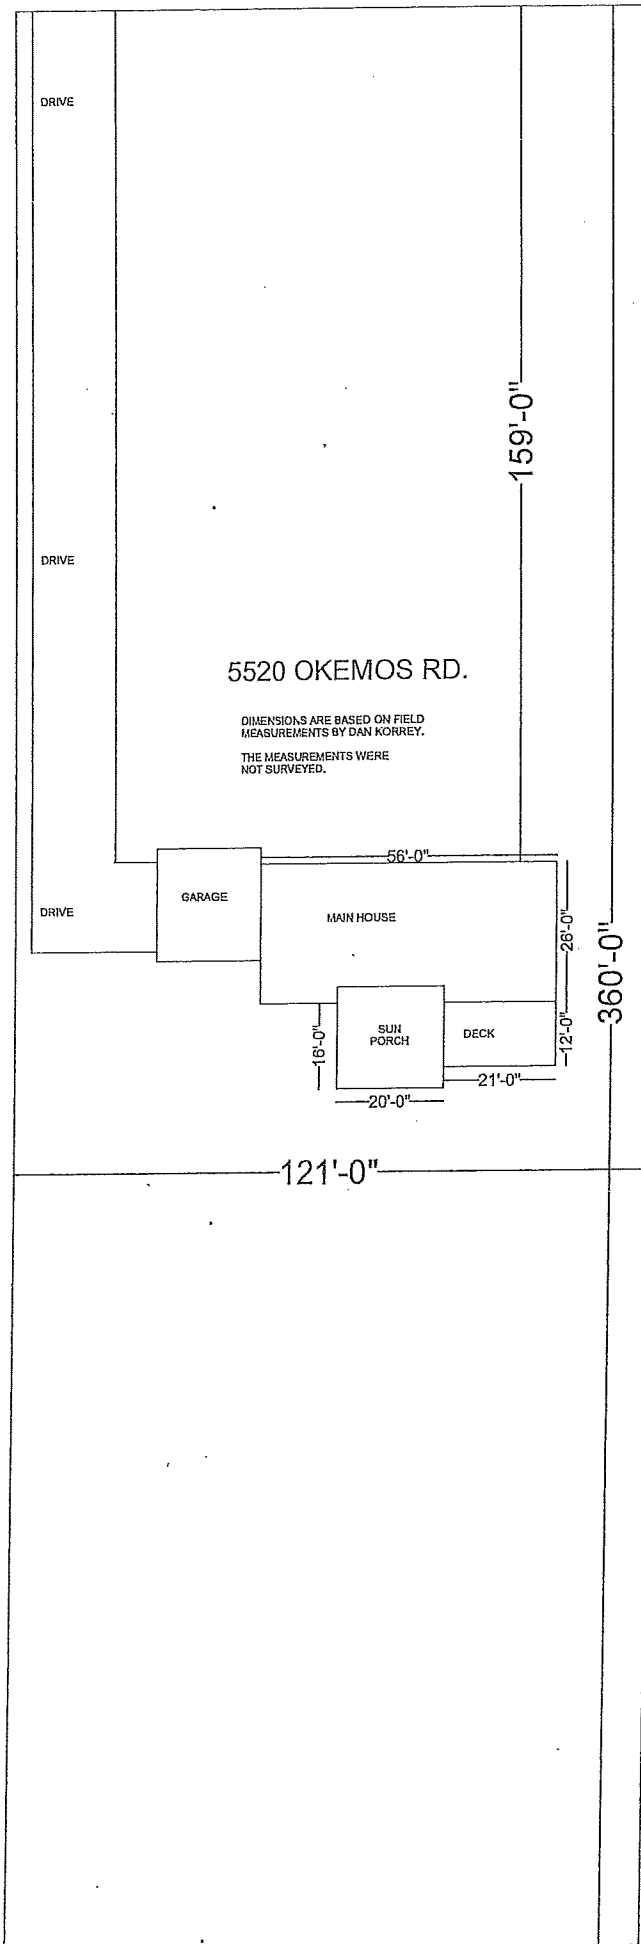 DRIVE
159'-0"
DRIVE
5520 OKEMOS RD.
DIMENSIONS ARE BASED ON FIELD
MEASUREMENTS BY DAN KORREY.
THE MEASUREMENTS WERE
NOT SURVEYED.
56'-0"
GARAGE
MAIN HOUSE
DRIVE
26'-0"
360'-0"
16'-0"
SUN
PORCH
DECK
12'-0"
21'-0"
20'-0"
121'-0"